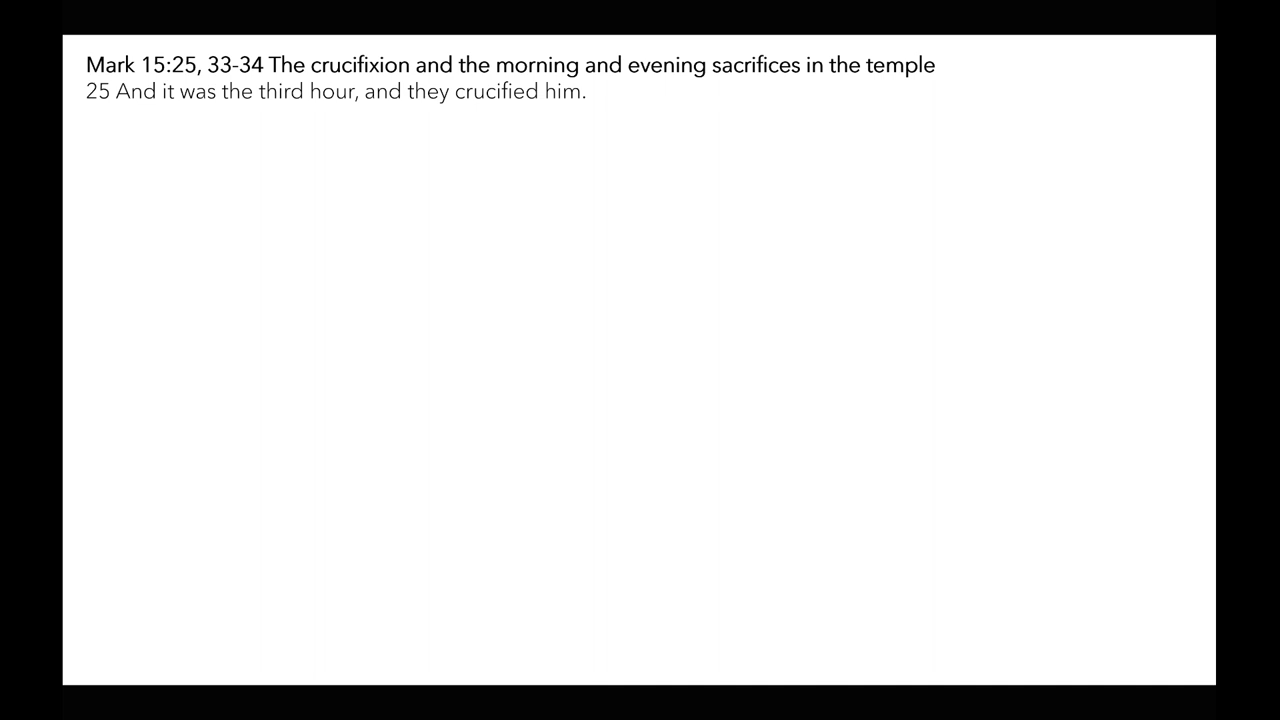 Mark 15:25, 33-34 The crucifixion and the morning and evening sacrifices in the temple
25 And it was the third hour, and they crucified him.